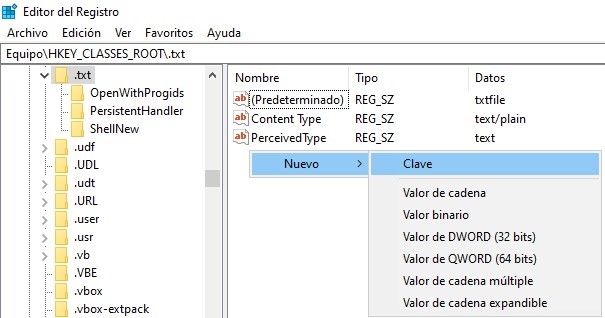 Editor del Registro
Archivo Edición Ver Favoritos Ayuda
Equipo\HKEY_CLASSES_ROOT\.txt
.txt
OpenWithProgids
PersistentHandler
ShellNew
.udf
.UDL
.udt
.URL
.user
.usr
.vb
.VBE
.vbox
.vbox-extpack
Nombre Tipo Datos
ab (Predeterminado) REG_SZ txtfile
ab Content Type REG_SZ text/plain
ab PerceivedType REG_SZ text
Nuevo >
Clave
Valor de cadena
Valor binario
Valor de DWORD (32 bits)
Valor de QWORD (64 bits)
Valor de cadena múltiple
Valor de cadena expandible